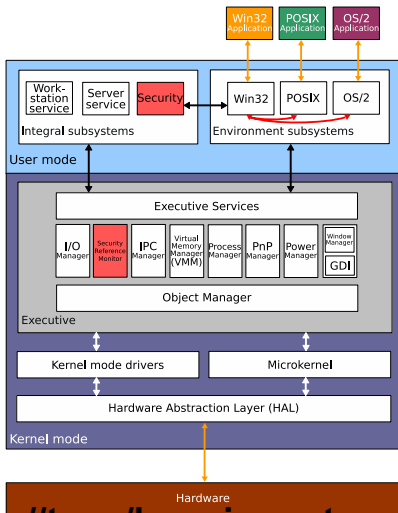 Win32
Application
POSIX
Application
OS/2
Application
Work-
station
service
Server
service
Security
Integral subsystems
Win32
POSIX
OS/2
Environment subsystems
User mode
Executive Services
I/O
Manager
Security
Reference
Monitor
IPC
Manager
Virtual
Memory
Manager
(VMM)
Process
Manager
PnP
Manager
Power
Manager
Window
Manager
GDI
Object Manager
Executive
Kernel mode drivers
Microkernel
Hardware Abstraction Layer (HAL)
Kernel mode
Hardware